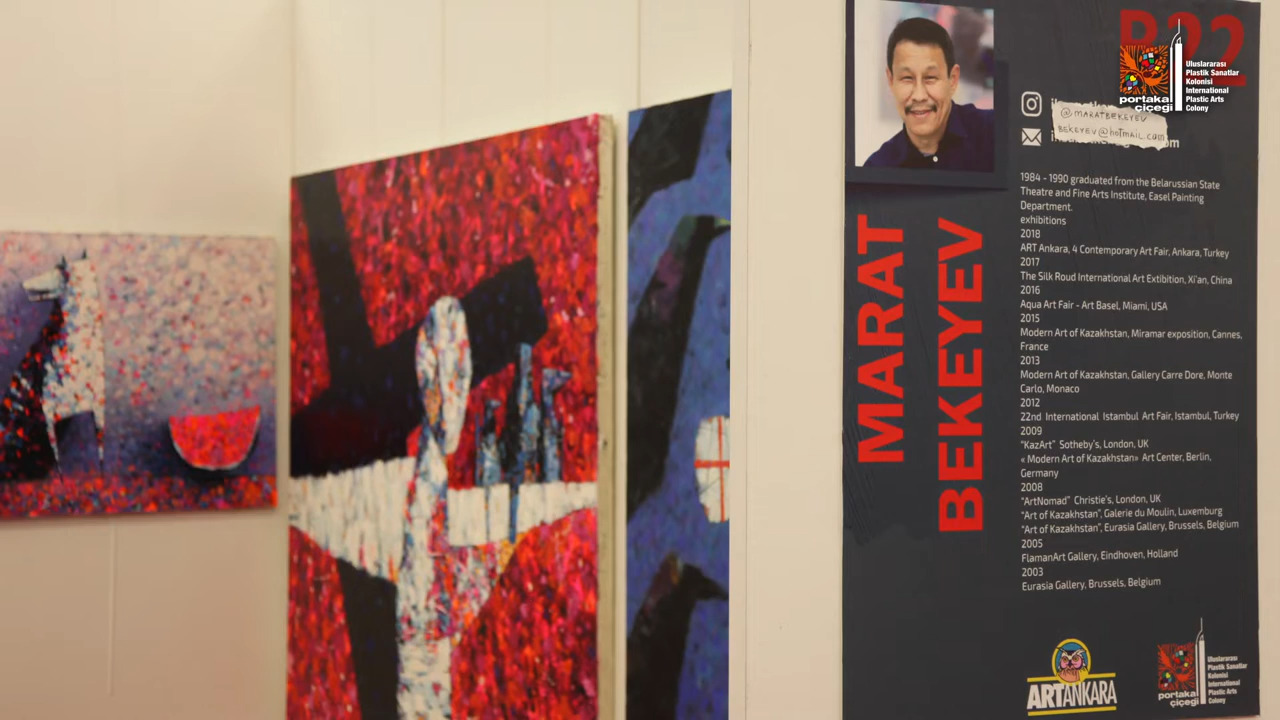 B22
portakal
çiçeği
Uluslararası
Plastik Sanatlar
Kolonisi
International
Plastic Arts
Colony
@MARATBEKEYEV
BEKEYEV@hotmail.com
MARAT
BEKEYEV
1984 - 1990 graduated from the Belarussian State
Theatre and Fine Arts Institute, Easel Painting
Department.
exhibitions
2018
ART Ankara, 4 Contemporary Art Fair, Ankara, Turkey
2017
The Silk Roud International Art Exibition, Xi'an, China
2016
Aqua Art Fair - Art Basel, Miami, USA
2015
Modern Art of Kazakhstan, Miramar exposition, Cannes,
France
2013
Modern Art of Kazakhstan, Gallery Carre Dore, Monte
Carlo, Monaco
2012
22nd International Istambul Art Fair, Istambul, Turkey
2009
"KazArt" Sotheby's, London, UK
« Modern Art of Kazakhstan» Art Center, Berlin,
Germany
2008
"ArtNomad" Christie's, London, UK
"Art of Kazakhstan", Galerie du Moulin, Luxemburg
"Art of Kazakhstan", Eurasia Gallery, Brussels, Belgium
2005
FlamanArt Gallery, Eindhoven, Holland
2003
Eurasia Gallery, Brussels, Belgium
ARTANKARA
portakal
çiçeği
Uluslararası
Plastik Sanatlar
Kolonisi
International
Plastic Arts
Colony